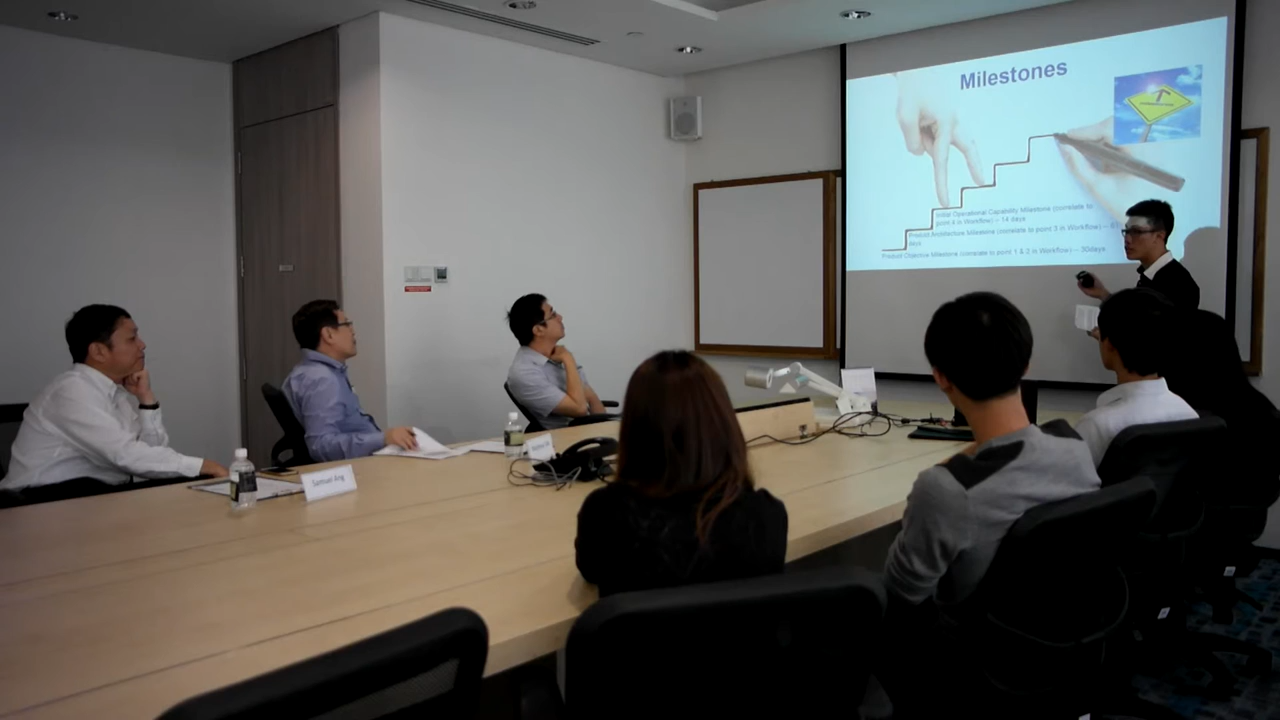 Milestones
Initial Operational Capability Milestone (correlate to
point 4 in Workflow) – 14 days
Product Architecture Milestone (correlate to point 3 in Workflow) –
days
Product Objective Milestone (correlate to point 1 & 2 in Workflow) – 30days
Samuel Ang